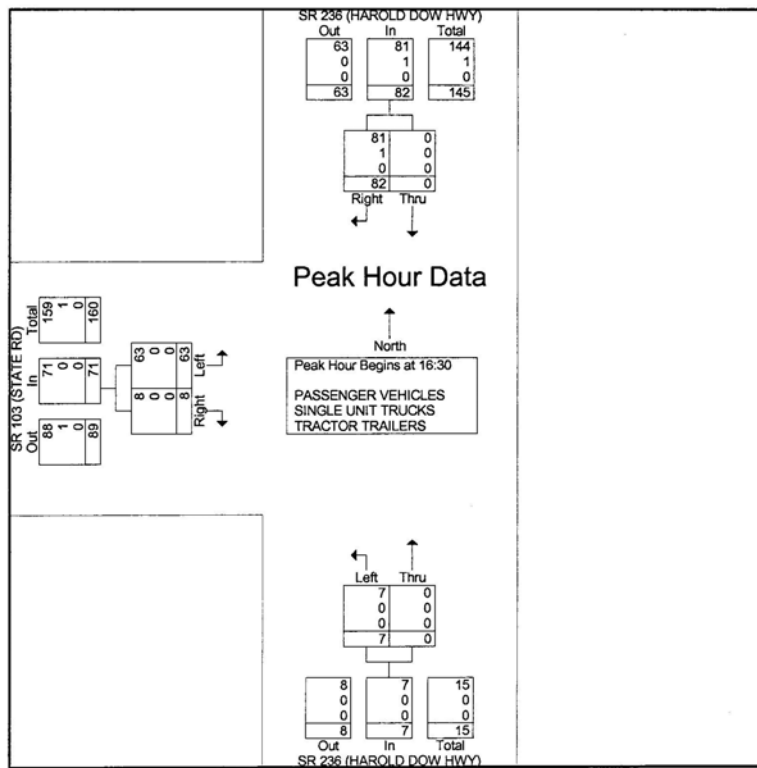 SR 236 (HAROLD DOW HWY)
Out In Total
63 81 144
0 1 1
0 0 0
63 82 145
81 0
1 0
0 0
82 0
Right Thru
Peak Hour Data
North
Peak Hour Begins at 16:30
PASSENGER VEHICLES
SINGLE UNIT TRUCKS
TRACTOR TRAILERS
SR 103 (STATE RD)
Out In Total
88 71 159
1 0 1
0 0 0
89 71 160
Right Left
8 63
0 0
0 0
8 63
Left Thru
7 0
0 0
0 0
7 0
8 7 15
0 0 0
0 0 0
8 7 15
Out In Total
SR 236 (HAROLD DOW HWY)